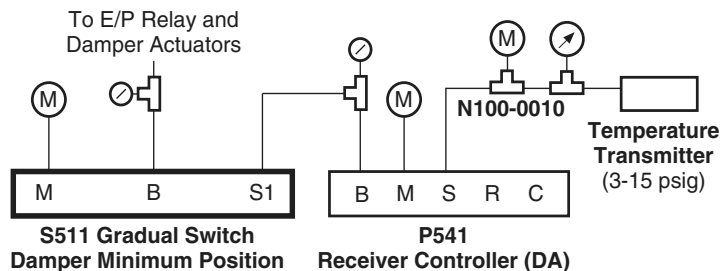 To E/P Relay and
Damper Actuators
M
M
M
N100-0010
Temperature
Transmitter
(3-15 psig)
M B S1
B M S R C
S511 Gradual Switch
Damper Minimum Position
P541
Receiver Controller (DA)